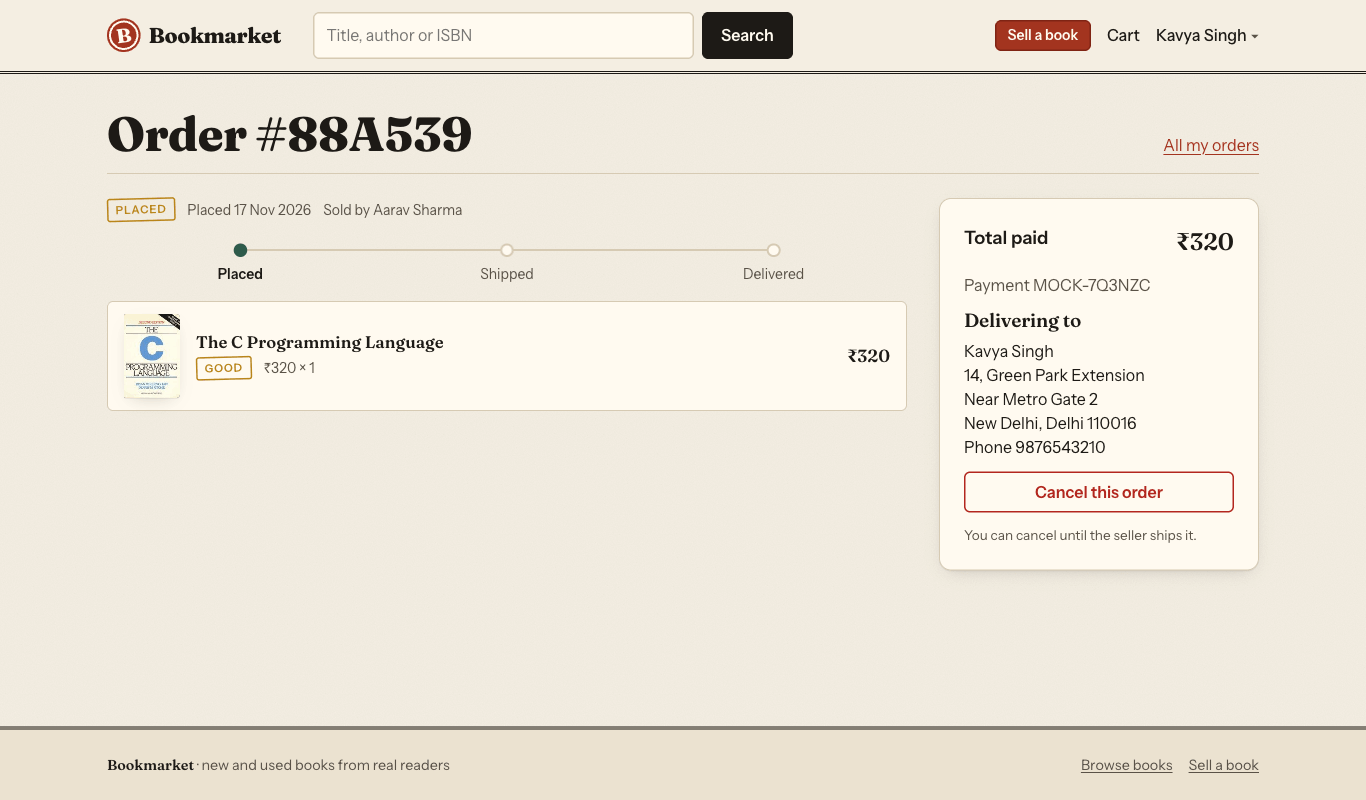 B Bookmarket
Title, author or ISBN
Search
Sell a book
Cart
Kavya Singh
Order #88A539
All my orders
PLACED Placed 17 Nov 2026 Sold by Aarav Sharma
Placed Shipped Delivered
THE
C
PROGRAMMING
LANGUAGE
The C Programming Language
GOOD ₹320 × 1
₹320
Total paid ₹320
Payment MOCK-7Q3NZC
Delivering to
Kavya Singh
14, Green Park Extension
Near Metro Gate 2
New Delhi, Delhi 110016
Phone 9876543210
Cancel this order
You can cancel until the seller ships it.
Bookmarket · new and used books from real readers
Browse books Sell a book